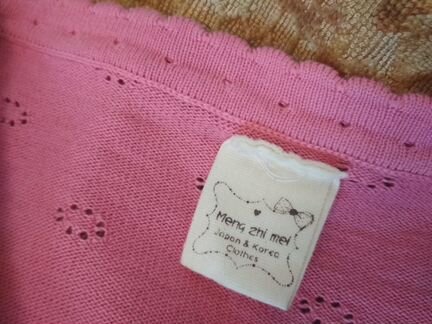 Meng zhi mei
Japan & Korea
Clothes